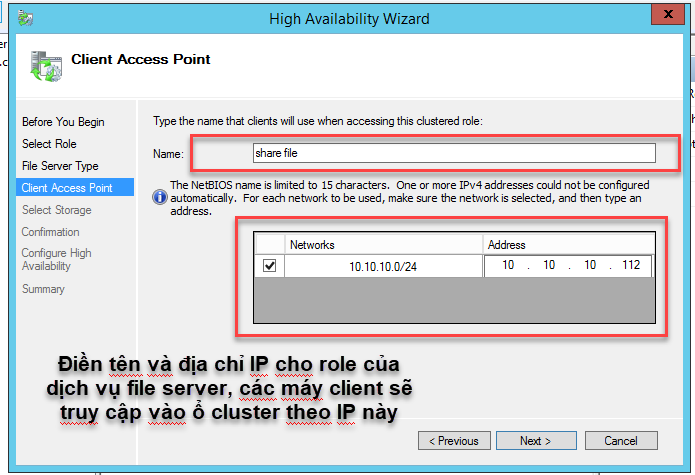 High Availability Wizard
x
Client Access Point
Before You Begin
Select Role
File Server Type
Client Access Point
Select Storage
Confirmation
Configure High
Availability
Summary
Type the name that clients will use when accessing this clustered role:
Name: share file
The NetBIOS name is limited to 15 characters. One or more IPv4 addresses could not be configured
automatically. For each network to be used, make sure the network is selected, and then type an
address.
Networks Address
10.10.10.0/24 10 . 10 . 10 . 112
Điền tên và địa chỉ IP cho role của
dịch vụ file server, các máy client sẽ
truy cập vào ổ cluster theo IP này
< Previous Next > Cancel